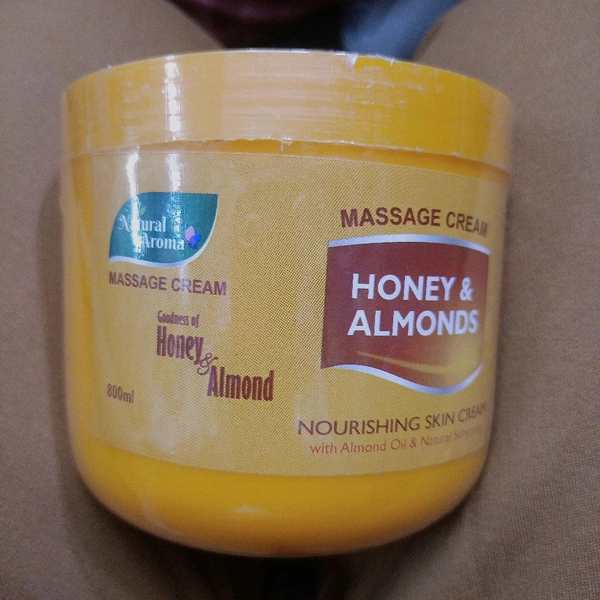 Natural
Aroma
MASSAGE CREAM
Goodness of
Honey
&
Almond
800ml
MASSAGE CREAM
HONEY &
ALMONDS
NOURISHING SKIN CREAM
with Almond Oil & Natural